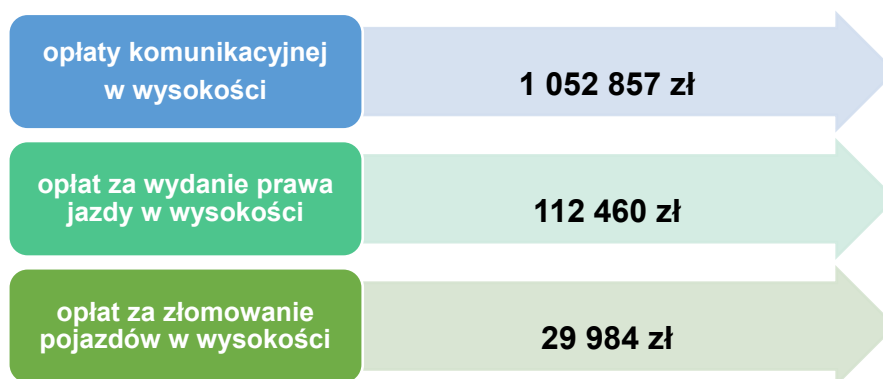 opłaty komunikacyjnej
w wysokości
1 052 857 zł
opłat za wydanie prawa
jazdy w wysokości
112 460 zł
opłat za złomowanie
pojazdów w wysokości
29 984 zł